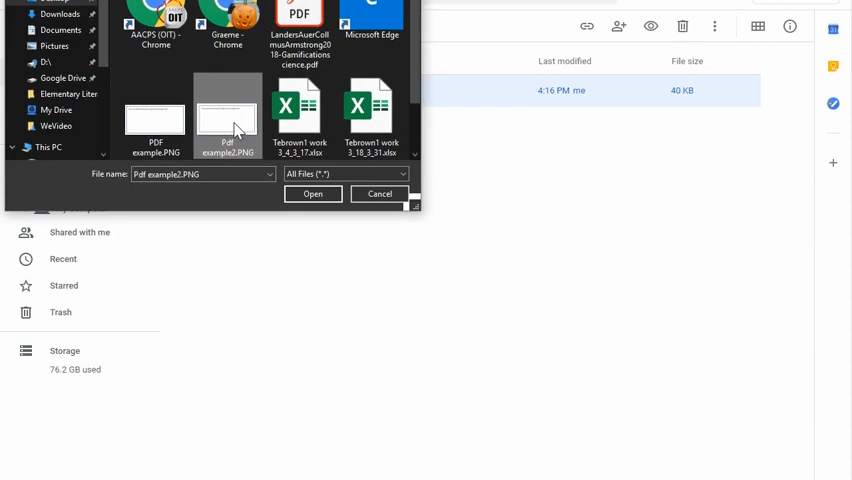 Downloads
Documents
Pictures
D:\
Google Drive
Elementary Liter
My Drive
WeVideo
This PC
AACPS (OIT) -
Chrome
DIT
Graeme -
Chrome
PDF
LandersAuerColl
musArmstrong20
18-Gamifications
cience.pdf
Microsoft Edge
PDF
example.PNG
Pdf
example2.PNG
Tebrown1 work
3_4_3_17.xlsx
Tebrown1 work
3_18_3_31.xlsx
File name:
Pdf example2.PNG
All Files (*.*)
Open
Cancel
Last modified
File size
4:16 PM me
40 KB
Shared with me
Recent
Starred
Trash
Storage
76.2 GB used